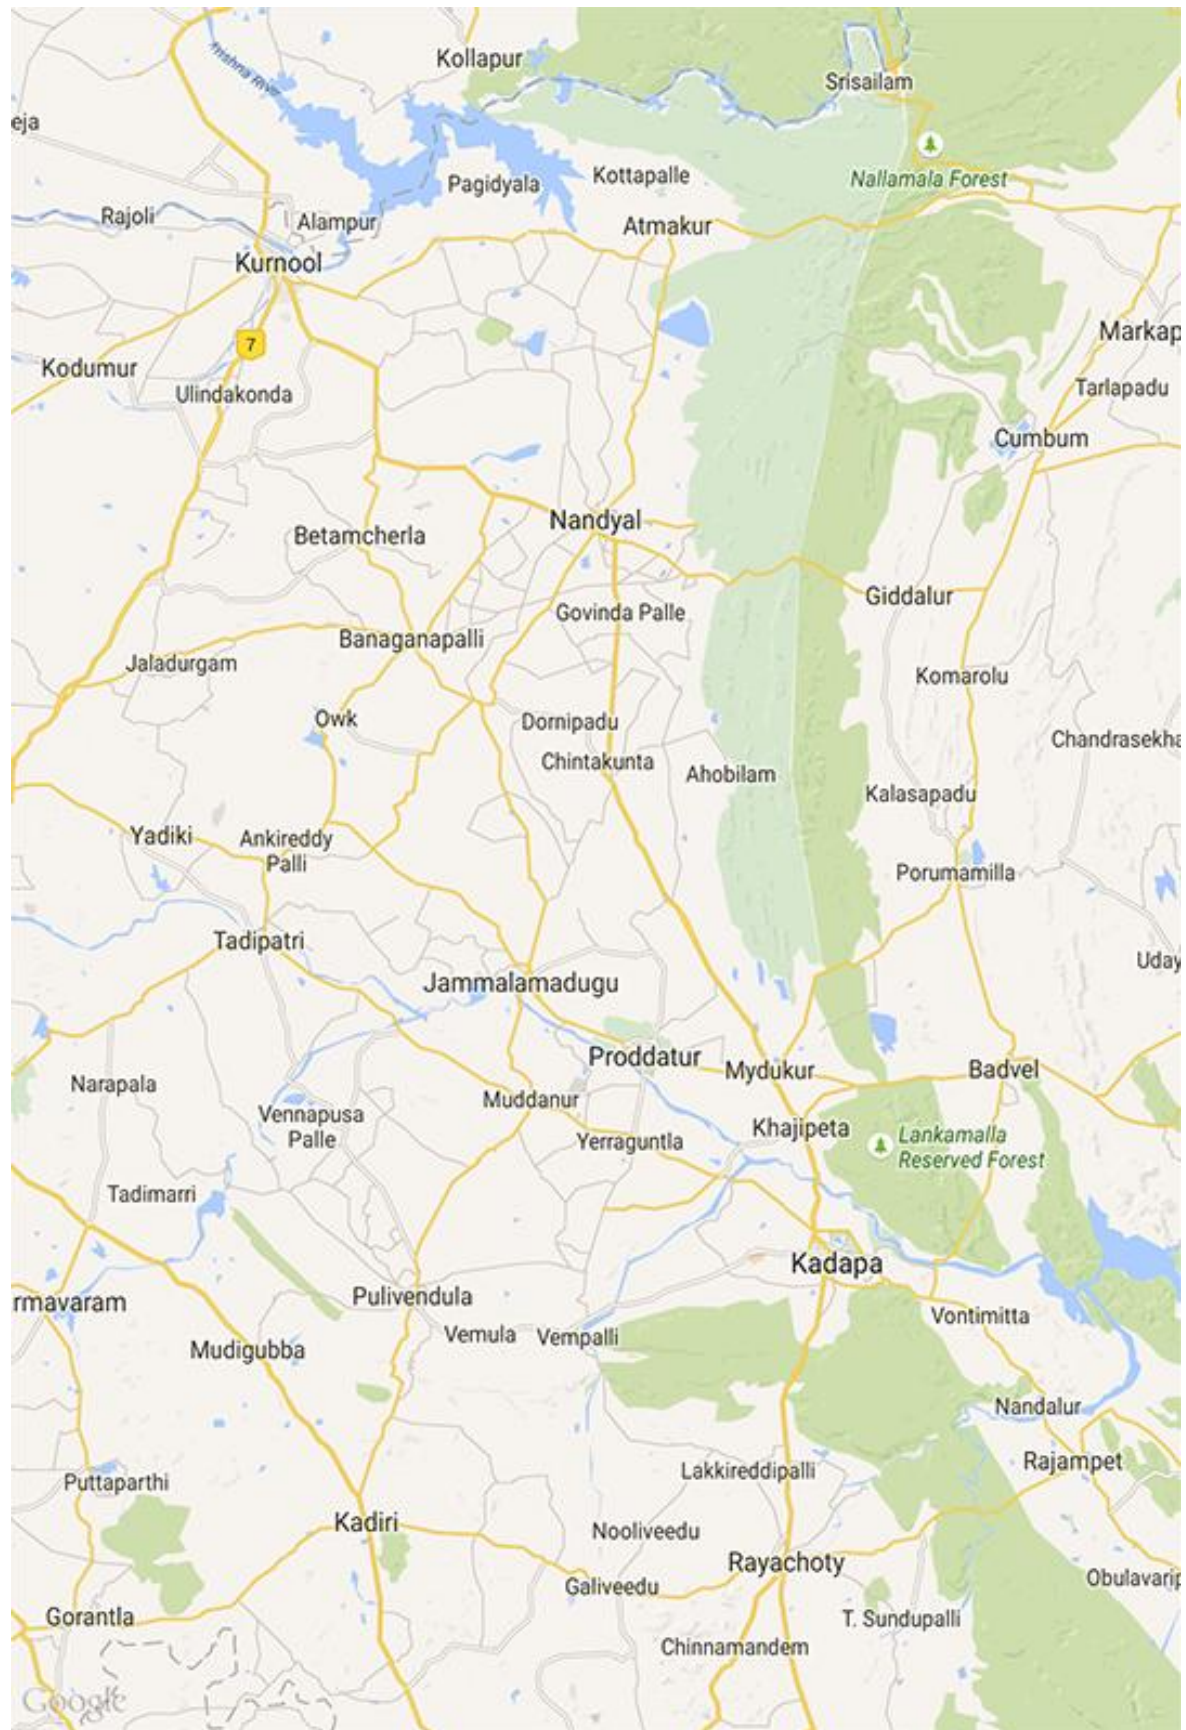 Krishna River
Kollapur
Srisailam
eja
Nallamala Forest
Pagidyala
Kottapalle
Rajoli
Alampur
Atmakur
Kurnool
7
Markap
Kodumur
Ulindakonda
Tarlapadu
Cumbum
Nandyal
Betamcherla
Giddalur
Govinda Palle
Banaganapalli
Jaladurgam
Komarolu
Owk
Dornipadu
Chandrasekha
Chintakunta
Ahobilam
Kalasapadu
Yadiki
Ankireddy
Palli
Porumamilla
Tadipatri
Uday
Jammalamadugu
Proddatur
Mydukur
Badvel
Narapala
Muddanur
Vennapusa
Palle
Khajipeta
Yerraguntla
Lankamalla
Reserved Forest
Tadimarri
Kadapa
Pulivendula
rmavaram
Vontimitta
Vemula
Vempalli
Mudigubba
Nandalur
Rajampet
Lakkireddipalli
Puttaparthi
Kadiri
Nooliveedu
Rayachoty
Galiveedu
Obulavarip
Gorantla
T. Sundupalli
Chinnamandem
Google